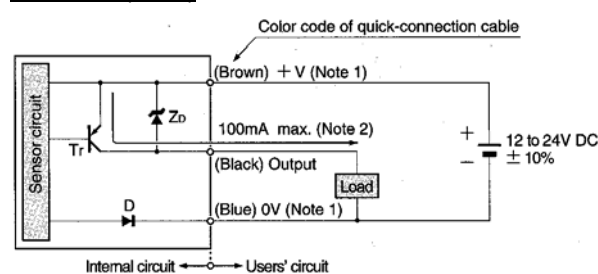 Color code of quick-connection cable
(Brown) +V (Note 1)
Sensor circuit
Tr
ZD
100mA max. (Note 2)
(Black) Output
+
−
12 to 24V DC
±10%
Load
D
(Blue) 0V (Note 1)
Internal circuit
Users' circuit